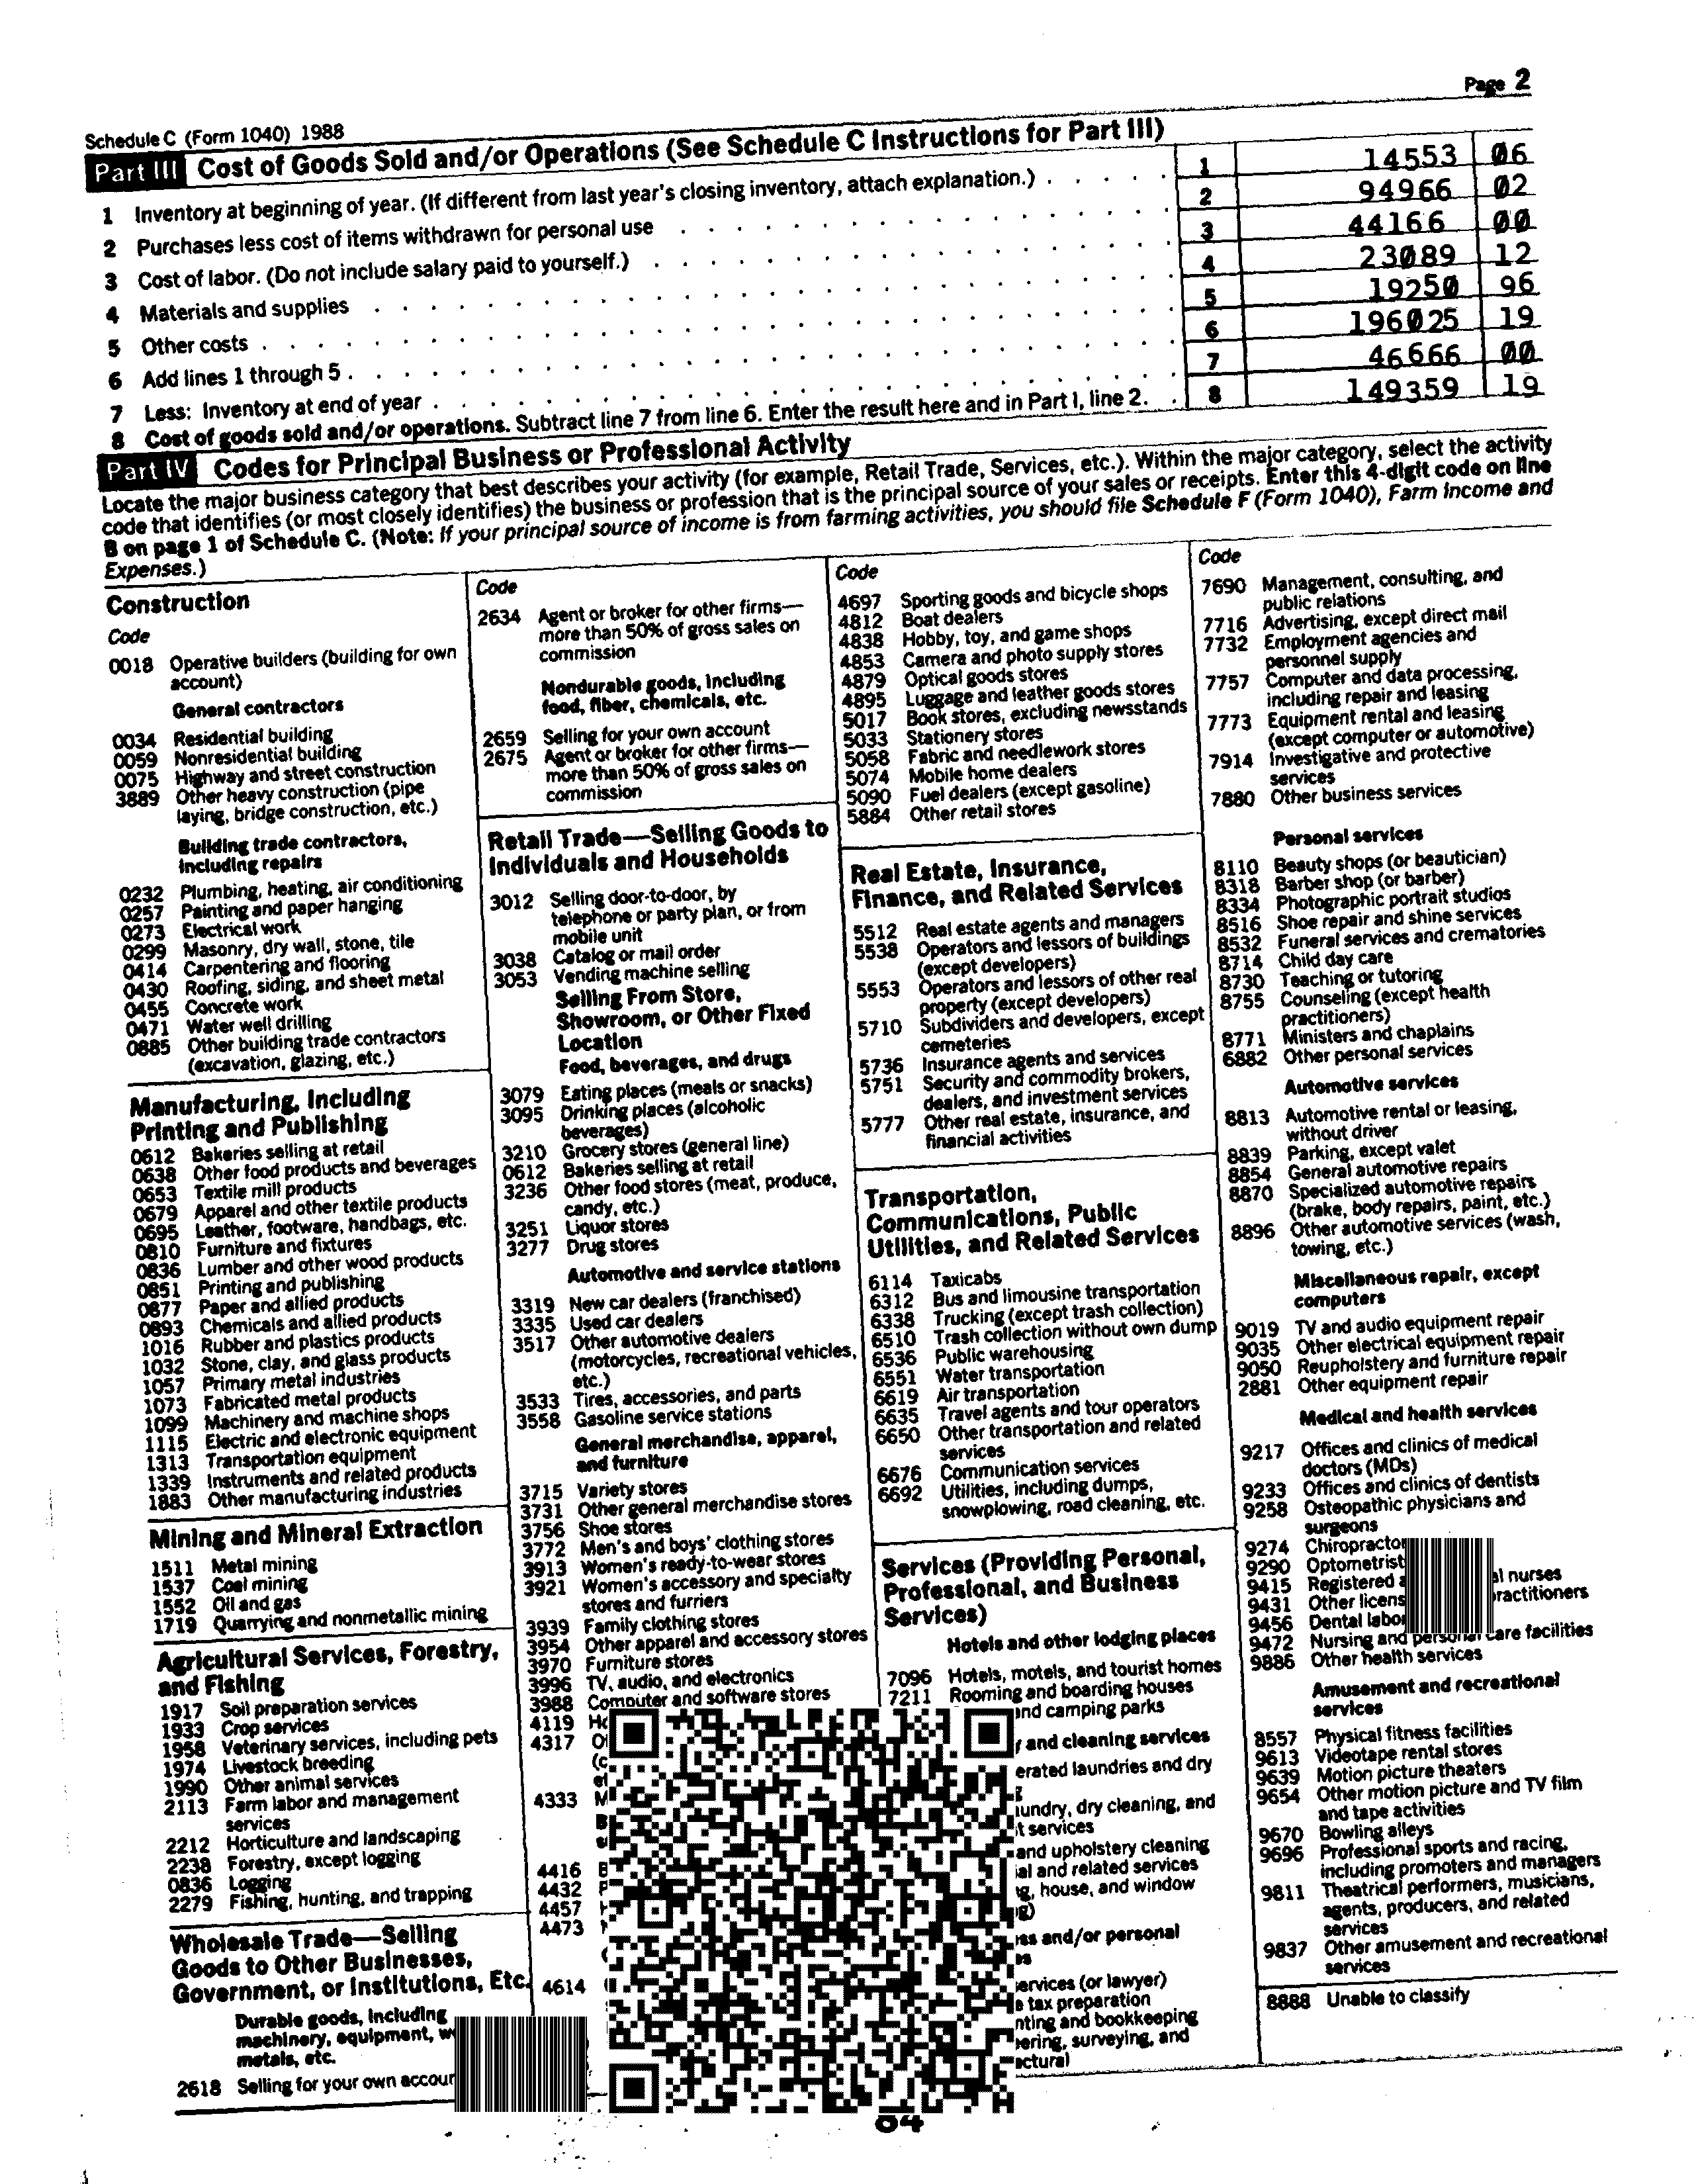 Page 2
Schedule C (Form 1040) 1988
Part III Cost of Goods Sold and/or Operations (See Schedule C Instructions for Part III)
1 Inventory at beginning of year. (If different from last year's closing inventory, attach explanation.) . . . . . 1 14553 06
2 Purchases less cost of items withdrawn for personal use 2 94966 02
3 Cost of labor. (Do not include salary paid to yourself.) 3 44166 00
4 Materials and supplies 4 23089 12
5 Other costs 5 19250 96
6 Add lines 1 through 5 6 196025 19
7 Less: Inventory at end of year 7 46666 00
8 Cost of goods sold and/or operations. Subtract line 7 from line 6. Enter the result here and in Part I, line 2. 8 149359 19
Part IV Codes for Principal Business or Professional Activity
Locate the major business category that best describes your activity (for example, Retail Trade, Services, etc.). Within the major category, select the activity
code that identifies (or most closely identifies) the business or profession that is the principal source of your sales or receipts. Enter this 4-digit code on line
B on page 1 of Schedule C. (Note: If your principal source of income is from farming activities, you should file Schedule F (Form 1040), Farm Income and
Expenses.)
Construction
Code
0018 Operative builders (building for own
account)
General contractors
0034 Residential building
0059 Nonresidential building
0075 Highway and street construction
3889 Other heavy construction (pipe
laying, bridge construction, etc.)
Building trade contractors,
including repairs
0232 Plumbing, heating, air conditioning
0257 Painting and paper hanging
0273 Electrical work
0299 Masonry, dry wall, stone, tile
0414 Carpentering and flooring
0430 Roofing, siding, and sheet metal
0455 Concrete work
0471 Water well drilling
0885 Other building trade contractors
(excavation, glazing, etc.)
Manufacturing, Including
Printing and Publishing
0612 Bakeries selling at retail
0638 Other food products and beverages
0653 Textile mill products
0679 Apparel and other textile products
0695 Leather, footware, handbags, etc.
0810 Furniture and fixtures
0836 Lumber and other wood products
0851 Printing and publishing
0877 Paper and allied products
0893 Chemicals and allied products
1016 Rubber and plastics products
1032 Stone, clay, and glass products
1057 Primary metal industries
1073 Fabricated metal products
1099 Machinery and machine shops
1115 Electric and electronic equipment
1313 Transportation equipment
1339 Instruments and related products
1883 Other manufacturing industries
Mining and Mineral Extraction
1511 Metal mining
1537 Coal mining
1552 Oil and gas
1719 Quarrying and nonmetallic mining
Agricultural Services, Forestry,
and Fishing
1917 Soil preparation services
1933 Crop services
1958 Veterinary services, including pets
1974 Livestock breeding
1990 Other animal services
2113 Farm labor and management
services
2212 Horticulture and landscaping
2238 Forestry, except logging
0836 Logging
2279 Fishing, hunting, and trapping
Wholesale Trade—Selling
Goods to Other Businesses,
Government, or Institutions, Etc.
Durable goods, including
machinery, equipment,
metals, etc.
2618 Selling for your own
Code
2634 Agent or broker for other firms—
more than 50% of gross sales on
commission
Nondurable goods, including
food, fiber, chemicals, etc.
2659 Selling for your own account
2675 Agent or broker for other firms—
more than 50% of gross sales on
commission
Retail Trade—Selling Goods to
Individuals and Households
3012 Selling door-to-door, by
telephone or party plan, or from
mobile unit
3038 Catalog or mail order
3053 Vending machine selling
Selling From Store,
Showroom, or Other Fixed
Location
Food, beverages, and drugs
3079 Eating places (meals or snacks)
3095 Drinking places (alcoholic
beverages)
3210 Grocery stores (general line)
0612 Bakeries selling at retail
3236 Other food stores (meat, produce,
candy, etc.)
3251 Liquor stores
3277 Drug stores
Automotive and service stations
3319 New car dealers (franchised)
3335 Used car dealers
3517 Other automotive dealers
(motorcycles, recreational vehicles,
etc.)
3533 Tires, accessories, and parts
3558 Gasoline service stations
General merchandise, apparel,
and furniture
3715 Variety stores
3731 Other general merchandise stores
3756 Shoe stores
3772 Men's and boys' clothing stores
3913 Women's ready-to-wear stores
3921 Women's accessory and specialty
stores and furriers
3939 Family clothing stores
3954 Other apparel and accessory stores
3970 Furniture stores
3996 TV, audio, and electronics
3988 Computer and software stores
4119
4317
4333
4416
4432
4457
4473
4614
Code
4697 Sporting goods and bicycle shops
4812 Boat dealers
4838 Hobby, toy, and game shops
4853 Camera and photo supply stores
4879 Optical goods stores
4895 Luggage and leather goods stores
5017 Book stores, excluding newsstands
5033 Stationery stores
5058 Fabric and needlework stores
5074 Mobile home dealers
5090 Fuel dealers (except gasoline)
5884 Other retail stores
Real Estate, Insurance,
Finance, and Related Services
5512 Real estate agents and managers
5538 Operators and lessors of buildings
(except developers)
5553 Operators and lessors of other real
property (except developers)
5710 Subdividers and developers, except
cemeteries
5736 Insurance agents and services
5751 Security and commodity brokers,
dealers, and investment services
5777 Other real estate, insurance, and
financial activities
Transportation,
Communications, Public
Utilities, and Related Services
6114 Taxicabs
6312 Bus and limousine transportation
6338 Trucking (except trash collection)
6510 Trash collection without own dump
6536 Public warehousing
6551 Water transportation
6619 Air transportation
6635 Travel agents and tour operators
6650 Other transportation and related
services
6676 Communication services
6692 Utilities, including dumps,
snowplowing, road cleaning, etc.
Services (Providing Personal,
Professional, and Business
Services)
Hotels and other lodging places
7096 Hotels, motels, and tourist homes
7211 Rooming and boarding houses
and camping parks
and cleaning services
laundries and dry
dry cleaning, and
services
and upholstery cleaning
and related services
house, and window
and/or personal
services (or lawyer)
tax preparation
and bookkeeping
surveying, and
04
Code
7690 Management, consulting, and
public relations
7716 Advertising, except direct mail
7732 Employment agencies and
personnel supply
7757 Computer and data processing,
including repair and leasing
7773 Equipment rental and leasing
(except computer or automotive)
7914 Investigative and protective
services
7880 Other business services
Personal services
8110 Beauty shops (or beautician)
8318 Barber shop (or barber)
8334 Photographic portrait studios
8516 Shoe repair and shine services
8532 Funeral services and crematories
8714 Child day care
8730 Teaching or tutoring
8755 Counseling (except health
practitioners)
8771 Ministers and chaplains
6882 Other personal services
Automotive services
8813 Automotive rental or leasing,
without driver
8839 Parking, except valet
8854 General automotive repairs
8870 Specialized automotive repairs
(brake, body repairs, paint, etc.)
8896 Other automotive services (wash,
towing, etc.)
Miscellaneous repair, except
computers
9019 TV and audio equipment repair
9035 Other electrical equipment repair
9050 Reupholstery and furniture repair
2881 Other equipment repair
Medical and health services
9217 Offices and clinics of medical
doctors (MDs)
9233 Offices and clinics of dentists
9258 Osteopathic physicians and
surgeons
9274
9290
9415 Registered nurses
9431 Other
9456 Dental
9472 Nursing and personal care facilities
9886 Other health services
Amusement and recreational
services
8557 Physical fitness facilities
9613 Videotape rental stores
9639 Motion picture theaters
9654 Other motion picture and TV film
and tape activities
9670 Bowling alleys
9696 Professional sports and racing,
including promoters and managers
9811 Theatrical performers, musicians,
agents, producers, and related
services
9837 Other amusement and recreational
services
8888 Unable to classify